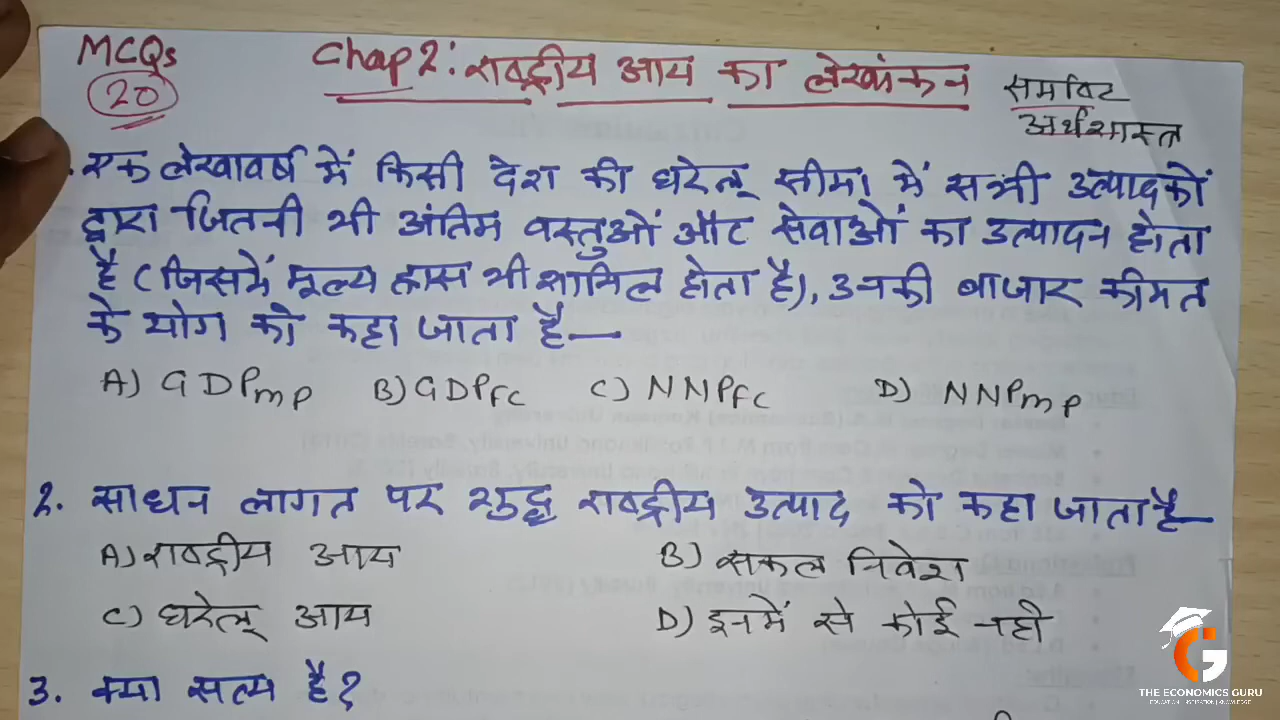 MCQs
20
Chap 2: राष्ट्रीय आय का लेखांकन
समष्टि
अर्थशास्त्र
. एक लेखावर्ष में किसी देश की घरेलू सीमा में सभी उत्पादकों
द्वारा जितनी भी अंतिम वस्तुओं और सेवाओं का उत्पादन होता
है (जिसमें मूल्य ह्रास भी शामिल होता है), उनकी बाजार कीमत
के योग को कहा जाता है—
A) GDPmp B) GDPfc C) NNPfc D) NNPmp
2. साधन लागत पर शुद्ध राष्ट्रीय उत्पाद को कहा जाता है—
A) राष्ट्रीय आय B) सकल निवेश
C) घरेलू आय D) इनमें से कोई नही
3. क्या सत्य है?
G
THE ECONOMICS GURU